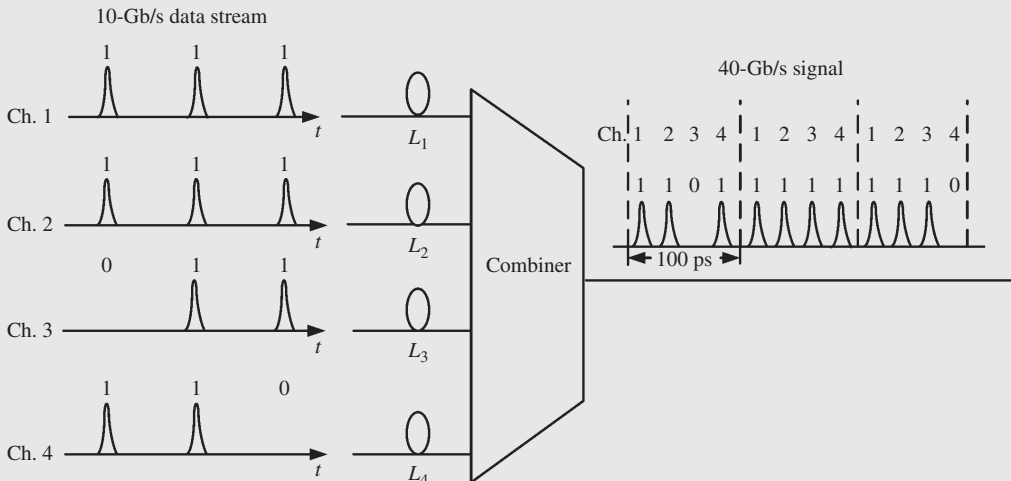 10-Gb/s data stream
1 1 1
Ch. 1
t
L1
1 1 1
Ch. 2
t
L2
0 1 1
Ch. 3
t
L3
1 1 0
Ch. 4
t
L4
Combiner
40-Gb/s signal
Ch. 1 2 3 4 1 2 3 4 1 2 3 4
1 1 0 1 1 1 1 1 1 1 1 0
100 ps